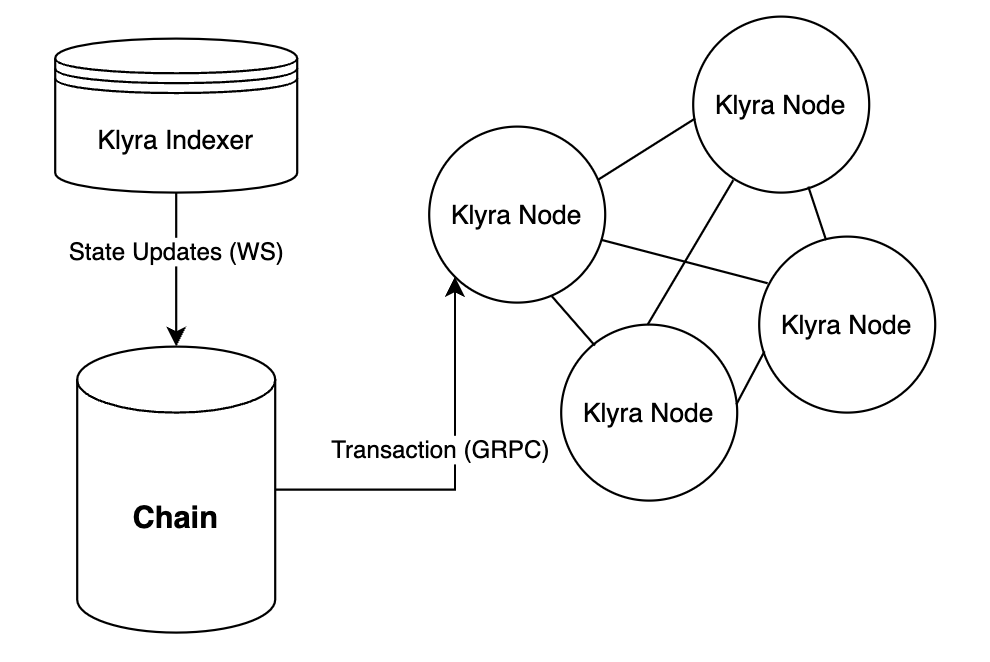 Klyra Indexer
State Updates (WS)
Chain
Transaction (GRPC)
Klyra Node
Klyra Node
Klyra Node
Klyra Node